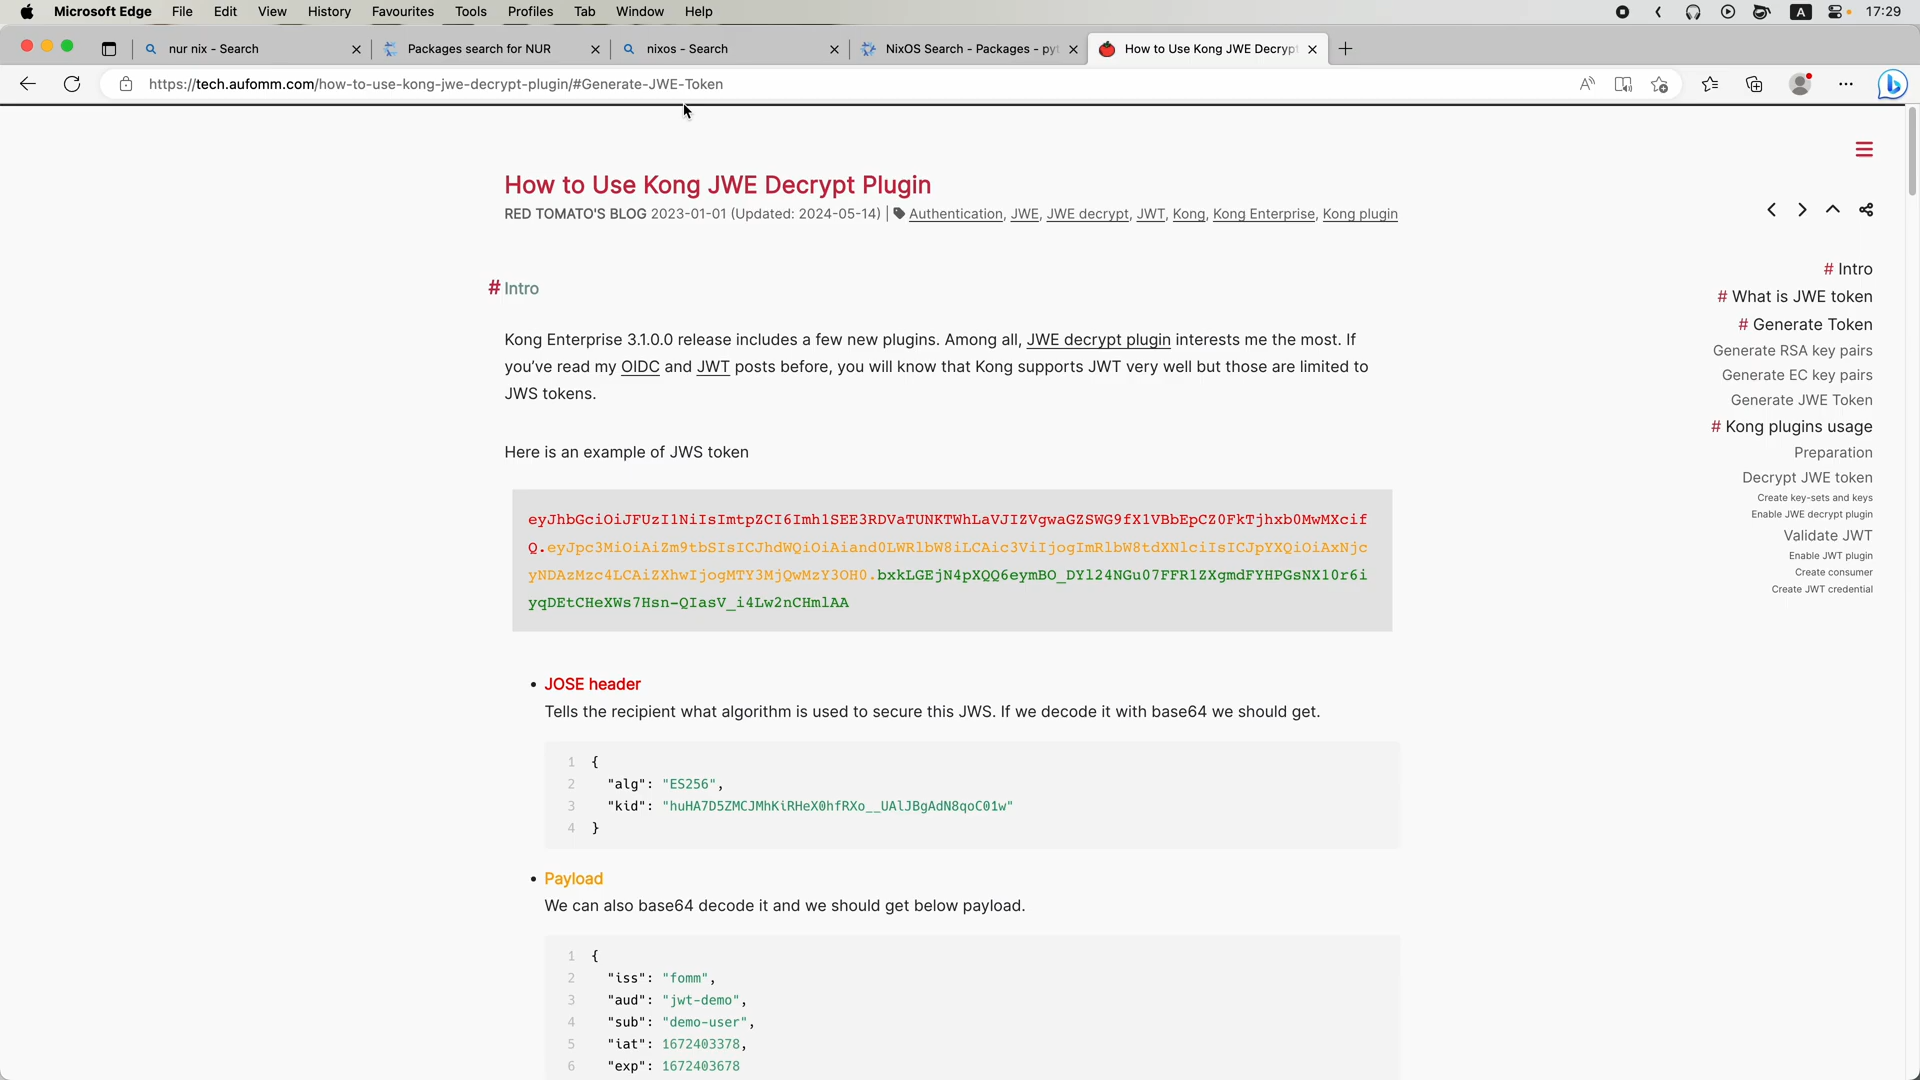 Microsoft Edge File Edit View History Favourites Tools Profiles Tab Window Help A 17:29
nur nix - Search
Packages search for NUR
nixos - Search
NixOS Search - Packages - pyt
How to Use Kong JWE Decrypt
https://tech.aufomm.com/how-to-use-kong-jwe-decrypt-plugin/#Generate-JWE-Token
How to Use Kong JWE Decrypt Plugin
RED TOMATO'S BLOG 2023-01-01 (Updated: 2024-05-14) | Authentication, JWE, JWE decrypt, JWT, Kong, Kong Enterprise, Kong plugin
# Intro
Kong Enterprise 3.1.0.0 release includes a few new plugins. Among all, JWE decrypt plugin interests me the most. If
you've read my OIDC and JWT posts before, you will know that Kong supports JWT very well but those are limited to
JWS tokens.
Here is an example of JWS token
eyJhbGciOiJFUzI1NiIsImtpZCI6Imh1SEE3RDVaTUNKTWhLaVJIZVgwaGZSWG9fX1VBbEpCZ0FkTjhxb0MwMXcif
Q.eyJpc3MiOiAiZm9tbSIsICJhdWQiOiAiand0LWRlbW8iLCAic3ViIjogImRlbW8tdXNlciIsICJpYXQiOiAxNjc
yNDAzMzc4LCAiZXhwIjogMTY3MjQwMzY3OH0.bxkLGEjN4pXQQ6eymBO_DYl24NGu07FFR1ZXgmdFYHPGsNX10r6i
yqDEtCHeXWs7Hsn-QIasV_i4Lw2nCHmlAA
• JOSE header
Tells the recipient what algorithm is used to secure this JWS. If we decode it with base64 we should get.
1 {
2 "alg": "ES256",
3 "kid": "huHA7D5ZMCJMhKiRHeX0hfRXo__UAlJBgAdN8qoC01w"
4 }
• Payload
We can also base64 decode it and we should get below payload.
1 {
2 "iss": "fomm",
3 "aud": "jwt-demo",
4 "sub": "demo-user",
5 "iat": 1672403378,
6 "exp": 1672403678
# Intro
# What is JWE token
# Generate Token
Generate RSA key pairs
Generate EC key pairs
Generate JWE Token
# Kong plugins usage
Preparation
Decrypt JWE token
Create key-sets and keys
Enable JWE decrypt plugin
Validate JWT
Enable JWT plugin
Create consumer
Create JWT credential